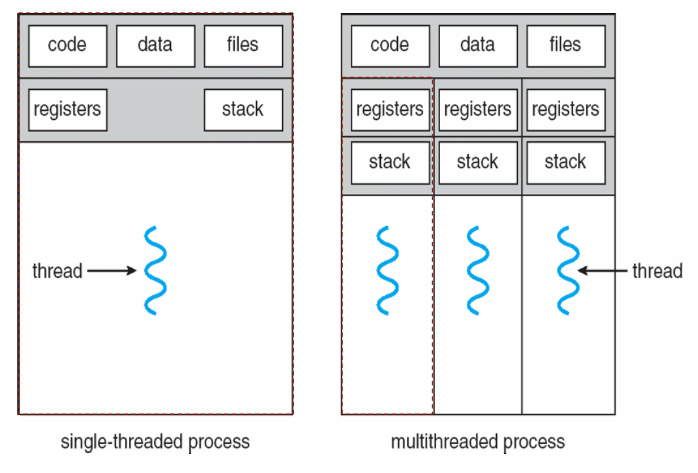 code data files
registers stack
thread
single-threaded process
code data files
registers registers registers
stack stack stack
thread
multithreaded process